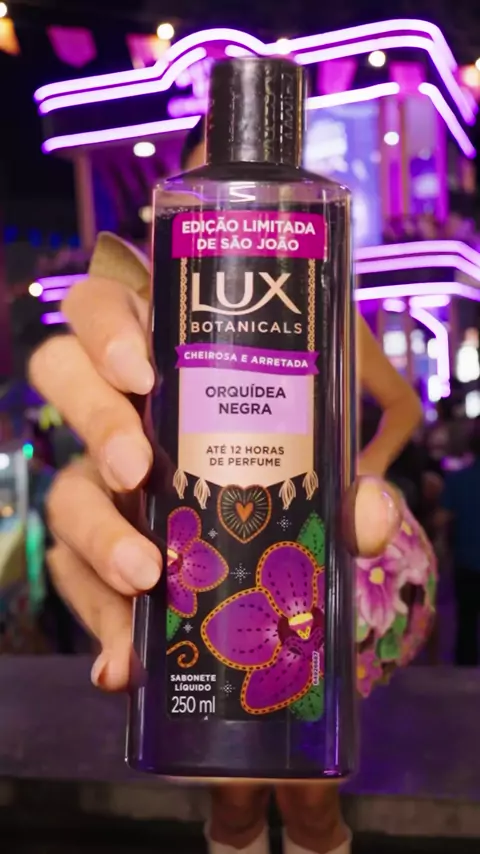 EDIÇÃO LIMITADA
DE SÃO JOÃO
LUX
BOTANICALS
CHEIROSA E ARRETADA
ORQUÍDEA
NEGRA
ATÉ 12 HORAS
DE PERFUME
SABONETE
LÍQUIDO
250 ml